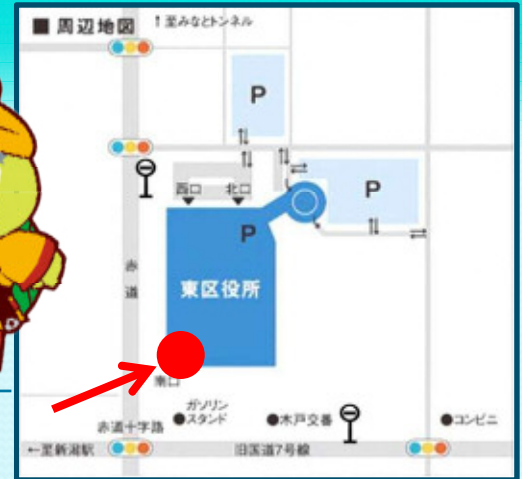 ■ 周辺地図
↑至みなとトンネル
P
西口
北口
P
P
赤道
東区役所
南口
ガソリン
●スタンド
●木戸交番
●コンビニ
赤道十字路
←至新潟駅
旧国道7号線